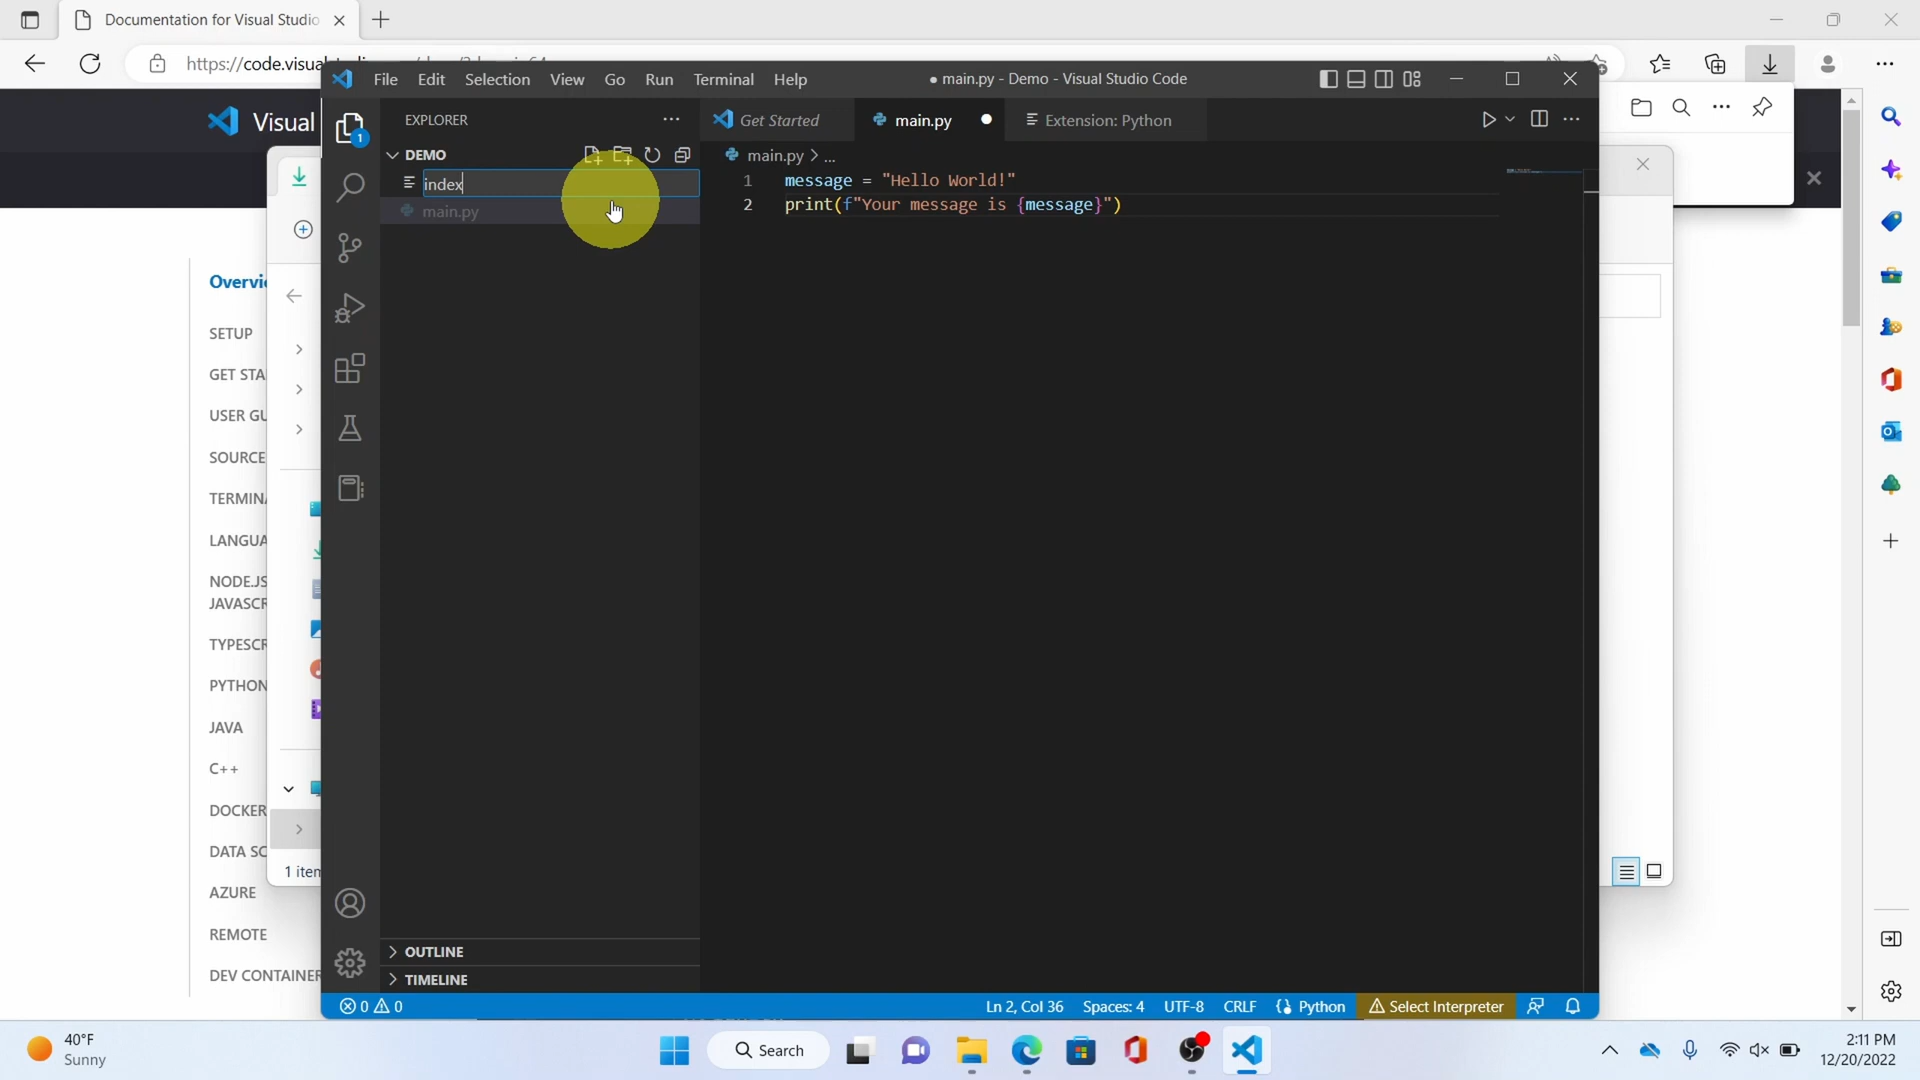 Documentation for Visual Studio
https://code.visual
Visual
Overvi
SETUP
GET STA
USER GU
SOURCE
TERMINA
LANGUA
NODE.JS
JAVASCR
TYPESCR
PYTHON
JAVA
C++
DOCKER
DATA SC
AZURE
REMOTE
DEV CONTAINER
1 item
File Edit Selection View Go Run Terminal Help
● main.py - Demo - Visual Studio Code
EXPLORER
1
DEMO
index
main.py
OUTLINE
TIMELINE
Get Started
main.py
Extension: Python
main.py > ...
1 message = "Hello World!"
2 print(f"Your message is {message}")
0 0
Ln 2, Col 36 Spaces: 4 UTF-8 CRLF Python Select Interpreter
40°F
Sunny
Search
2:11 PM
12/20/2022